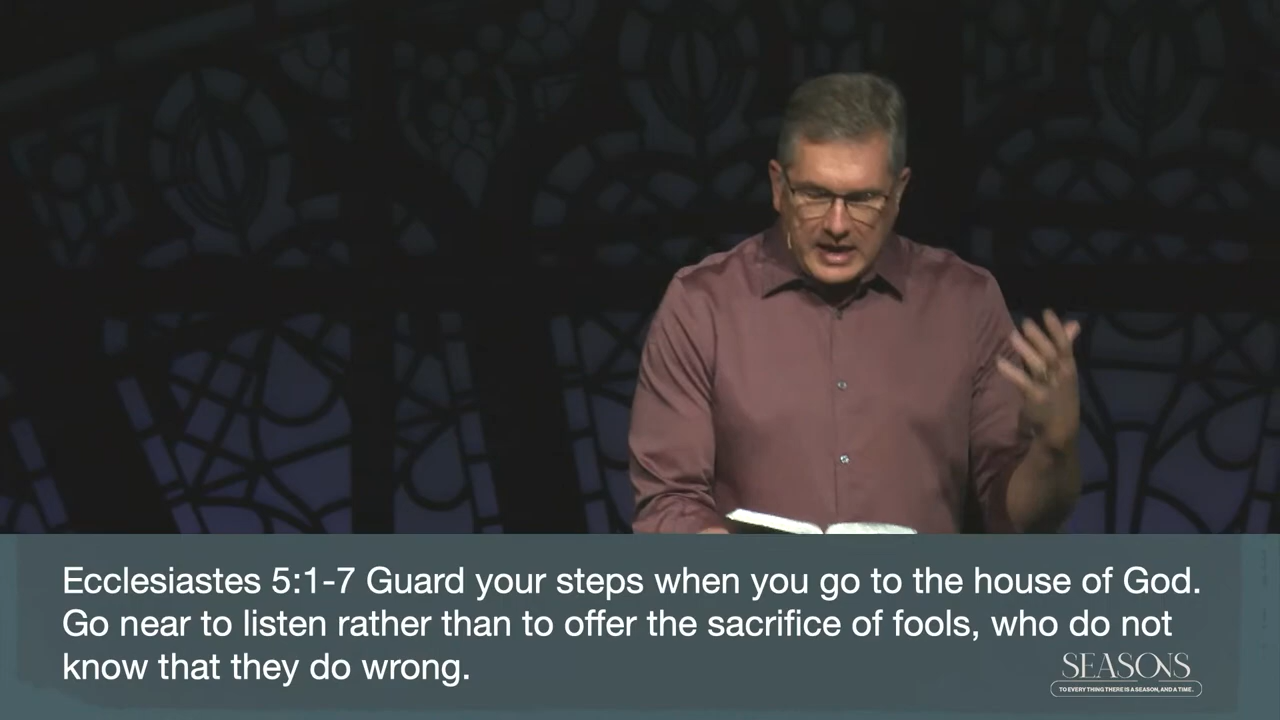 Ecclesiastes 5:1-7 Guard your steps when you go to the house of God.
Go near to listen rather than to offer the sacrifice of fools, who do not
know that they do wrong.
SEASONS
TO EVERYTHING THERE IS A SEASON, AND A TIME.